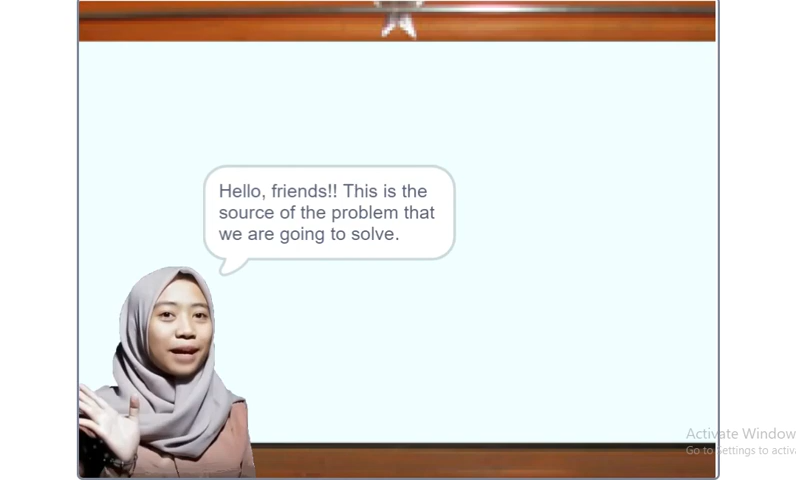 Hello, friends!! This is the
source of the problem that
we are going to solve.
Activate Window
Go to Settings to activa